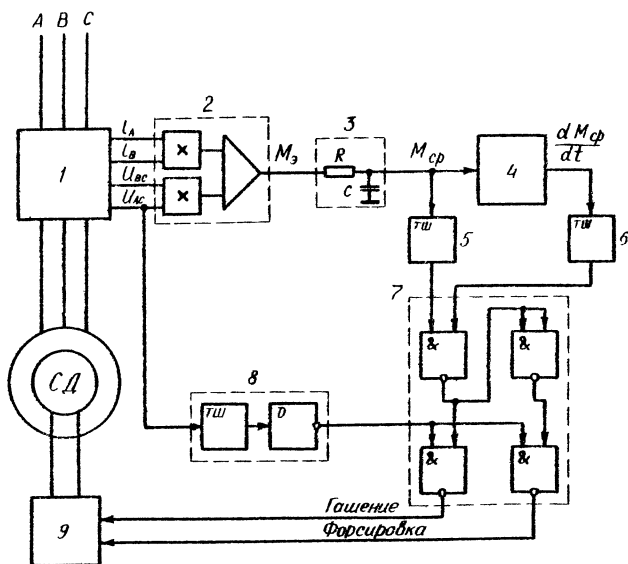 A B C
2
3
i_A
i_B
U_BC
U_AC
×
×
M_э
R
C
M_ср
4
dM_ср/dt
1
ТШ
5
ТШ
6
7
&
&
СД
8
ТШ
D
&
&
Гашение
Форсировка
9